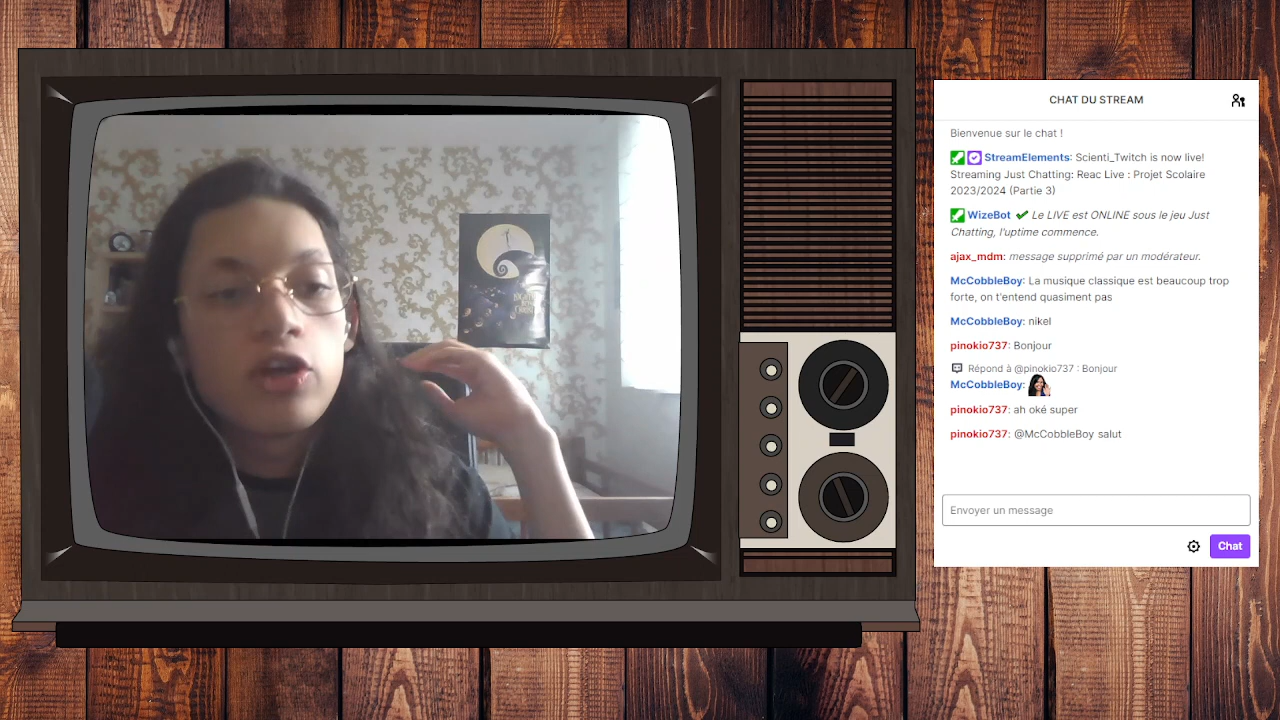 CHAT DU STREAM
Bienvenue sur le chat !
StreamElements: Scienti_Twitch is now live!
Streaming Just Chatting: Reac Live : Projet Scolaire
2023/2024 (Partie 3)
WizeBot Le LIVE est ONLINE sous le jeu Just
Chatting, l'uptime commence.
ajax_mdm: message supprimé par un modérateur.
McCobbleBoy: La musique classique est beaucoup trop
forte, on t'entend quasiment pas
McCobbleBoy: nikel
pinokio737: Bonjour
Répond à @pinokio737 : Bonjour
McCobbleBoy:
pinokio737: ah oké super
pinokio737: @McCobbleBoy salut
Envoyer un message
Chat